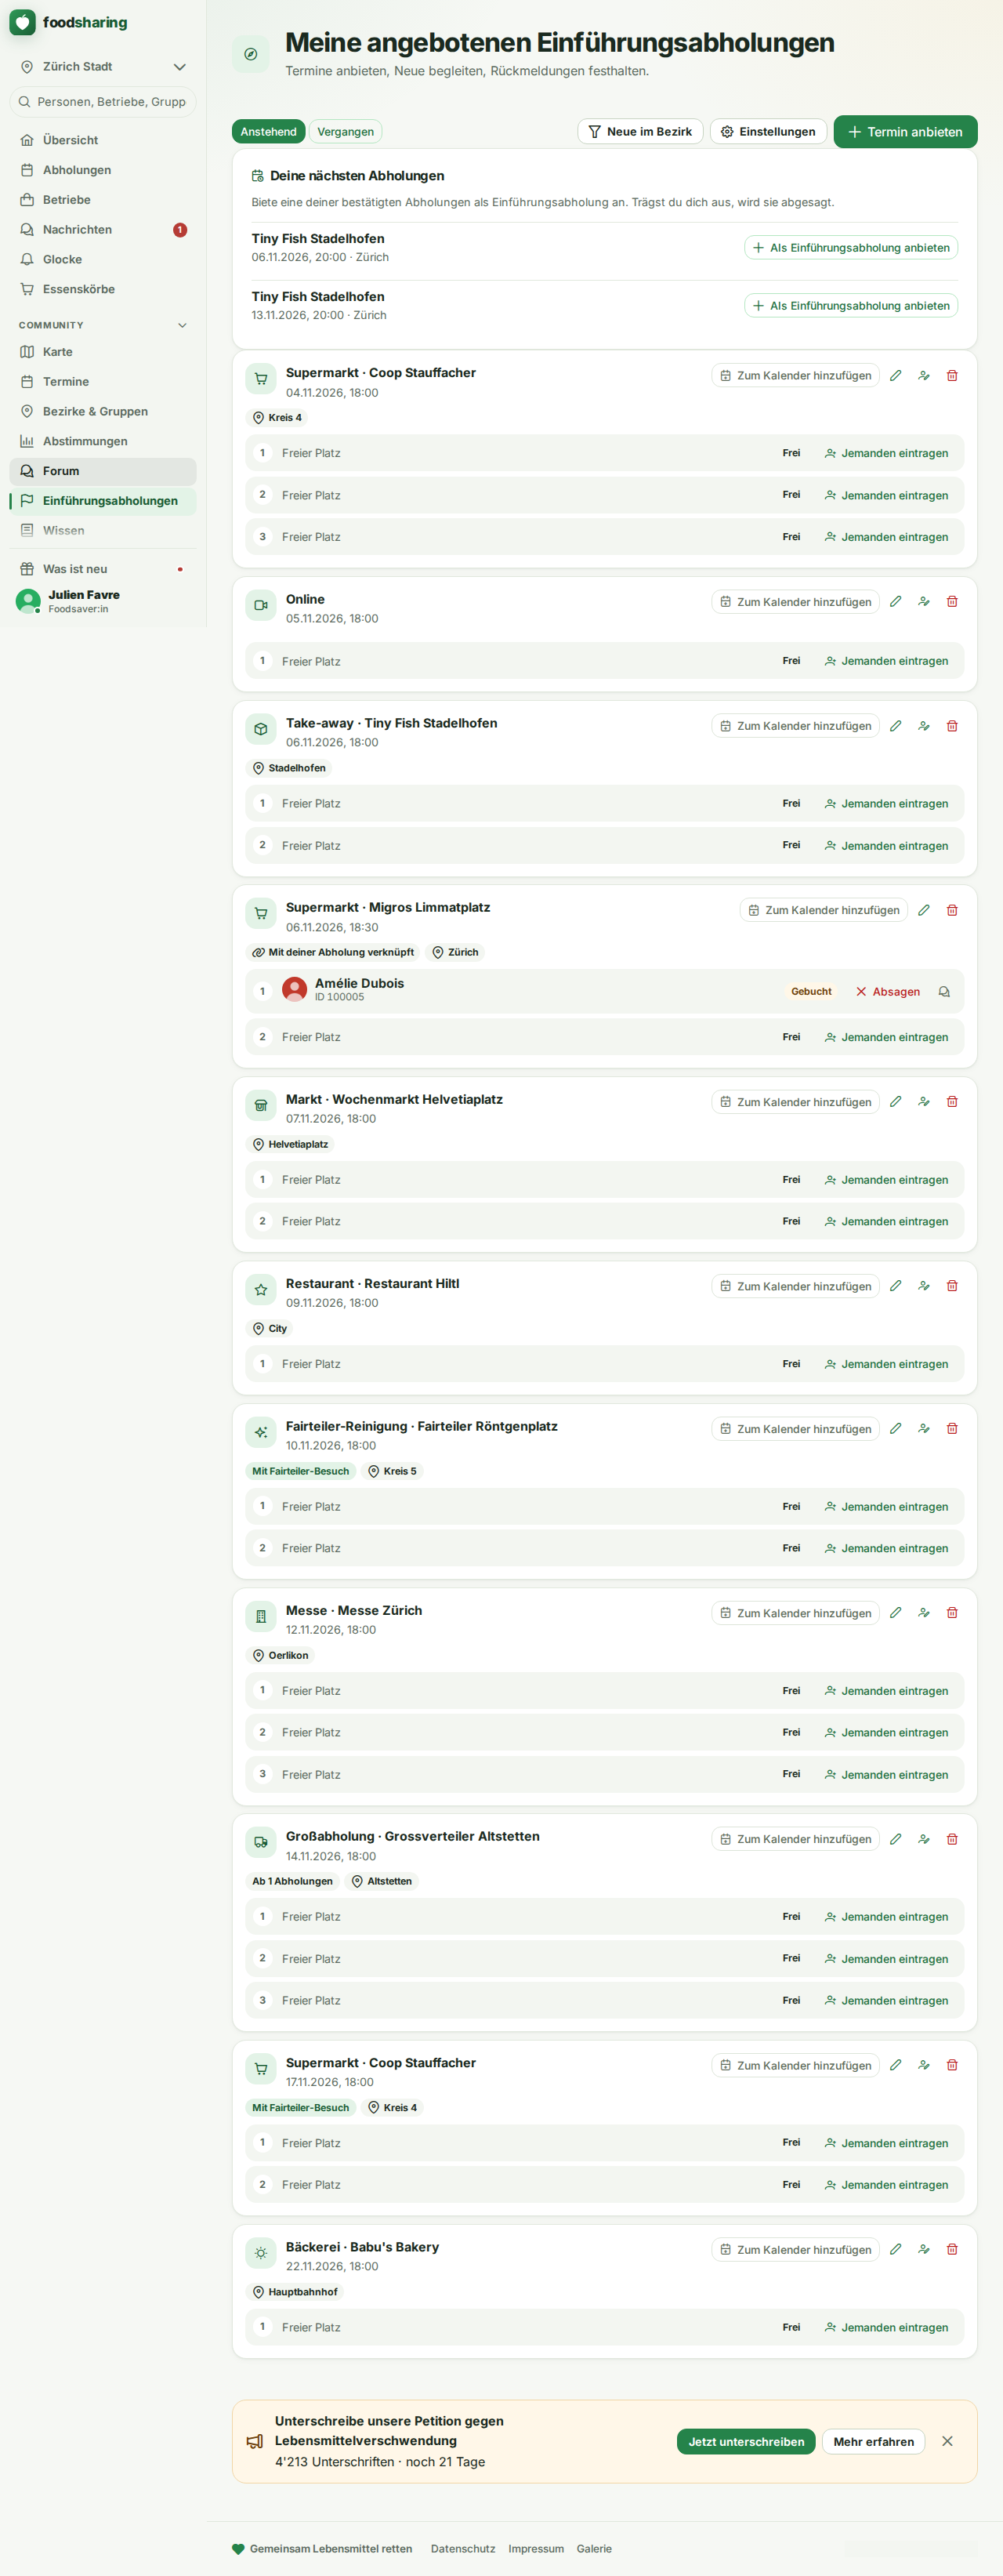 foodsharing
Zürich Stadt
Personen, Betriebe, Grupp
Übersicht
Abholungen
Betriebe
Nachrichten 1
Glocke
Essenskörbe
COMMUNITY
Karte
Termine
Bezirke & Gruppen
Abstimmungen
Forum
Einführungsabholungen
Wissen
Was ist neu
Julien Favre
Foodsaver:in
Meine angebotenen Einführungsabholungen
Termine anbieten, Neue begleiten, Rückmeldungen festhalten.
Anstehend Vergangen Neue im Bezirk Einstellungen Termin anbieten
Deine nächsten Abholungen
Biete eine deiner bestätigten Abholungen als Einführungsabholung an. Trägst du dich aus, wird sie abgesagt.
Tiny Fish Stadelhofen
06.11.2026, 20:00 · Zürich
Als Einführungsabholung anbieten
Tiny Fish Stadelhofen
13.11.2026, 20:00 · Zürich
Als Einführungsabholung anbieten
Supermarkt · Coop Stauffacher
Zum Kalender hinzufügen
04.11.2026, 18:00
Kreis 4
1 Freier Platz Frei Jemanden eintragen
2 Freier Platz Frei Jemanden eintragen
3 Freier Platz Frei Jemanden eintragen
Online
Zum Kalender hinzufügen
05.11.2026, 18:00
1 Freier Platz Frei Jemanden eintragen
Take-away · Tiny Fish Stadelhofen
Zum Kalender hinzufügen
06.11.2026, 18:00
Stadelhofen
1 Freier Platz Frei Jemanden eintragen
2 Freier Platz Frei Jemanden eintragen
Supermarkt · Migros Limmatplatz
Zum Kalender hinzufügen
06.11.2026, 18:30
Mit deiner Abholung verknüpft Zürich
1 Amélie Dubois Gebucht Absagen
ID 100005
2 Freier Platz Frei Jemanden eintragen
Markt · Wochenmarkt Helvetiaplatz
Zum Kalender hinzufügen
07.11.2026, 18:00
Helvetiaplatz
1 Freier Platz Frei Jemanden eintragen
2 Freier Platz Frei Jemanden eintragen
Restaurant · Restaurant Hiltl
Zum Kalender hinzufügen
09.11.2026, 18:00
City
1 Freier Platz Frei Jemanden eintragen
Fairteiler-Reinigung · Fairteiler Röntgenplatz
Zum Kalender hinzufügen
10.11.2026, 18:00
Mit Fairteiler-Besuch Kreis 5
1 Freier Platz Frei Jemanden eintragen
2 Freier Platz Frei Jemanden eintragen
Messe · Messe Zürich
Zum Kalender hinzufügen
12.11.2026, 18:00
Oerlikon
1 Freier Platz Frei Jemanden eintragen
2 Freier Platz Frei Jemanden eintragen
3 Freier Platz Frei Jemanden eintragen
Großabholung · Grossverteiler Altstetten
Zum Kalender hinzufügen
14.11.2026, 18:00
Ab 1 Abholungen Altstetten
1 Freier Platz Frei Jemanden eintragen
2 Freier Platz Frei Jemanden eintragen
3 Freier Platz Frei Jemanden eintragen
Supermarkt · Coop Stauffacher
Zum Kalender hinzufügen
17.11.2026, 18:00
Mit Fairteiler-Besuch Kreis 4
1 Freier Platz Frei Jemanden eintragen
2 Freier Platz Frei Jemanden eintragen
Bäckerei · Babu's Bakery
Zum Kalender hinzufügen
22.11.2026, 18:00
Hauptbahnhof
1 Freier Platz Frei Jemanden eintragen
Unterschreibe unsere Petition gegen
Lebensmittelverschwendung
4'213 Unterschriften · noch 21 Tage
Jetzt unterschreiben Mehr erfahren
Gemeinsam Lebensmittel retten Datenschutz Impressum Galerie